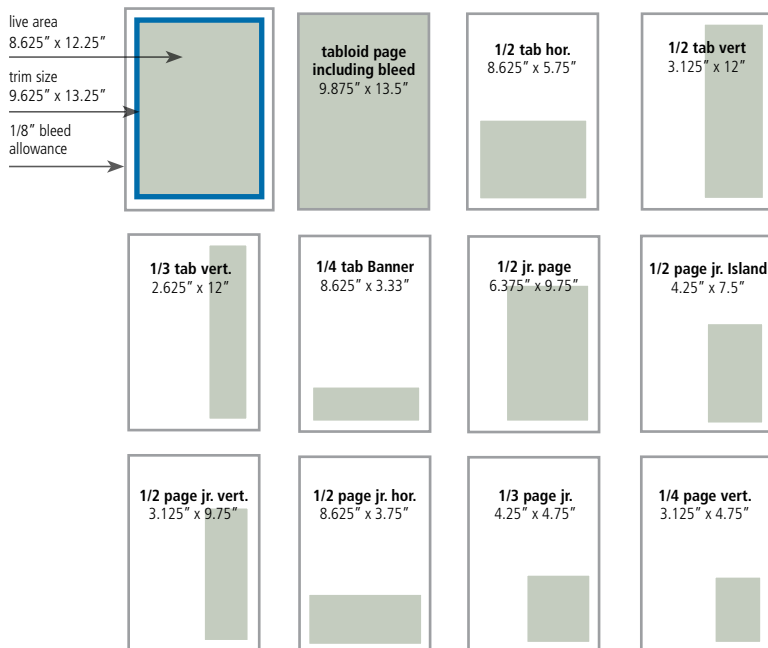 live area
8.625" x 12.25"
trim size
9.625" x 13.25"
1/8" bleed
allowance
tabloid page
including bleed
9.875" x 13.5"
1/2 tab hor.
8.625" x 5.75"
1/2 tab vert
3.125" x 12"
1/3 tab vert.
2.625" x 12"
1/4 tab Banner
8.625" x 3.33"
1/2 jr. page
6.375" x 9.75"
1/2 page jr. Island
4.25" x 7.5"
1/2 page jr. vert.
3.125" x 9.75"
1/2 page jr. hor.
8.625" x 3.75"
1/3 page jr.
4.25" x 4.75"
1/4 page vert.
3.125" x 4.75"